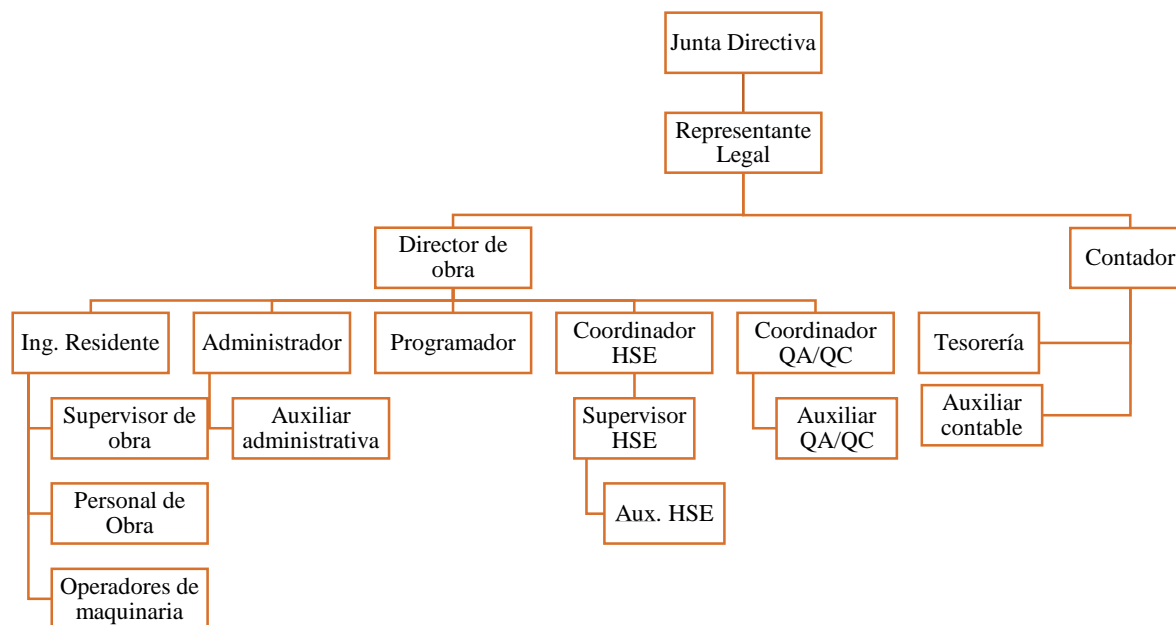 Junta Directiva
Representante
Legal
Director de
obra
Contador
Ing. Residente
Administrador
Programador
Coordinador
HSE
Coordinador
QA/QC
Tesorería
Supervisor de
obra
Auxiliar
administrativa
Supervisor
HSE
Auxiliar
QA/QC
Auxiliar
contable
Personal de
Obra
Aux. HSE
Operadores de
maquinaria